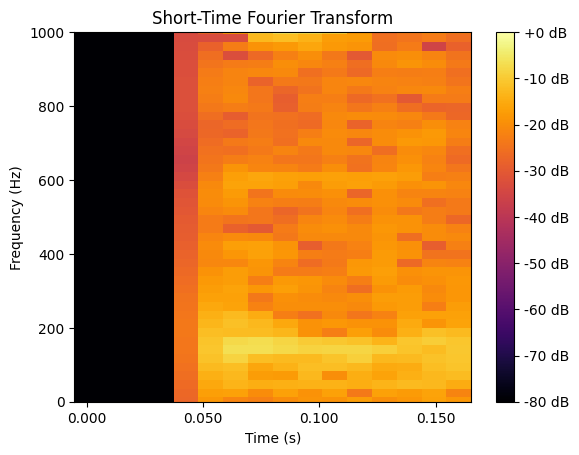 Short-Time Fourier Transform
1000
800
600
400
200
0
Frequency (Hz)
0.000
0.050
0.100
0.150
Time (s)
+0 dB
-10 dB
-20 dB
-30 dB
-40 dB
-50 dB
-60 dB
-70 dB
-80 dB